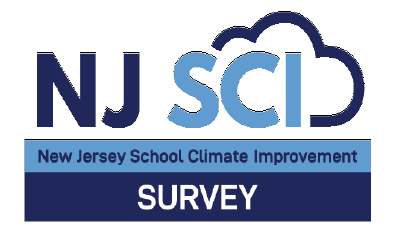 NJ SCI
New Jersey School Climate Improvement
SURVEY